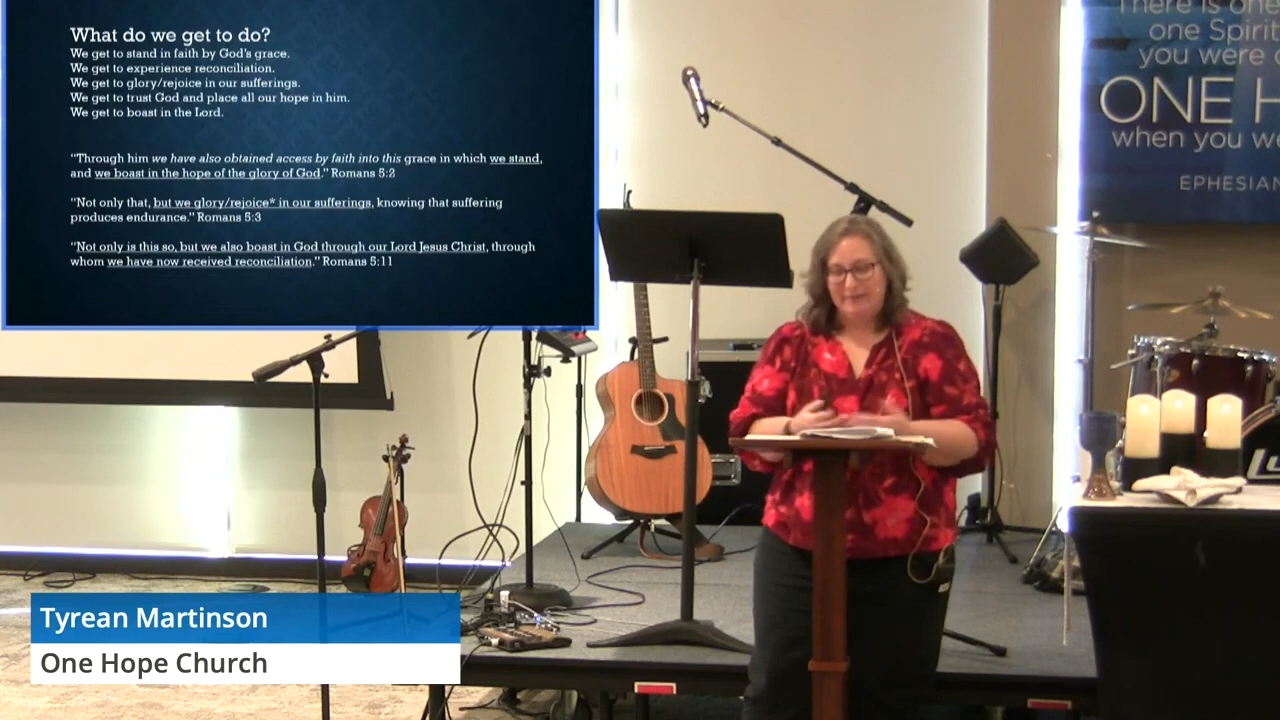 What do we get to do?
We get to stand in faith by God's grace.
We get to experience reconciliation.
We get to glory/rejoice in our sufferings.
We get to trust God and place all our hope in him.
We get to boast in the Lord.
"Through him we have also obtained access by faith into this grace in which we stand,
and we boast in the hope of the glory of God." Romans 5:2
"Not only that, but we glory/rejoice* in our sufferings, knowing that suffering
produces endurance." Romans 5:3
"Not only is this so, but we also boast in God through our Lord Jesus Christ, through
whom we have now received reconciliation." Romans 5:11
There is one
one Spirit
you were
ONE H
when you we
EPHESIAN
Tyrean Martinson
One Hope Church